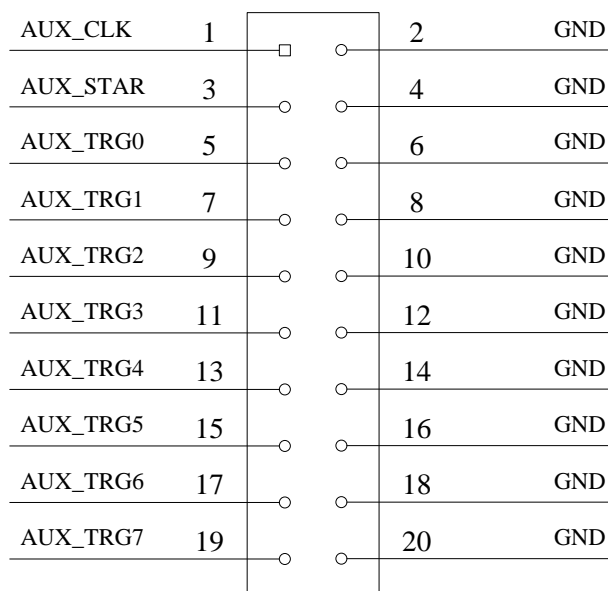 AUX_CLK 1 2 GND
AUX_STAR 3 4 GND
AUX_TRG0 5 6 GND
AUX_TRG1 7 8 GND
AUX_TRG2 9 10 GND
AUX_TRG3 11 12 GND
AUX_TRG4 13 14 GND
AUX_TRG5 15 16 GND
AUX_TRG6 17 18 GND
AUX_TRG7 19 20 GND